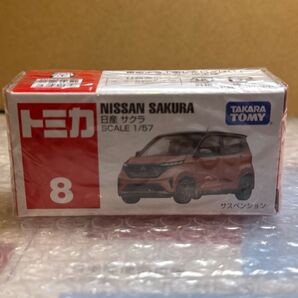 トミカ
8
NISSAN SAKURA
日産 サクラ
SCALE 1/57
TAKARA
TOMY
サスペンション